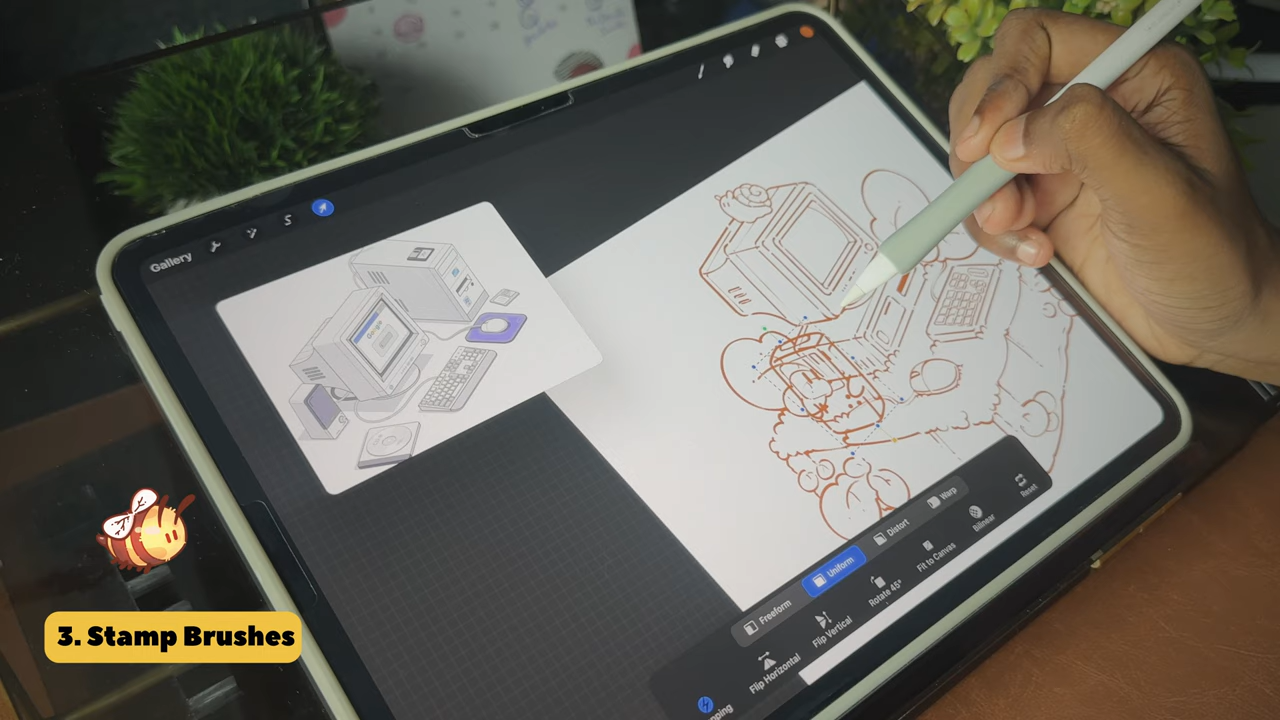 Gallery
S
Google
Freeform
Uniform
Distort
Warp
Reset
Flip Horizontal
Flip Vertical
Rotate 45°
Fit to Canvas
Bilinear
3. Stamp Brushes